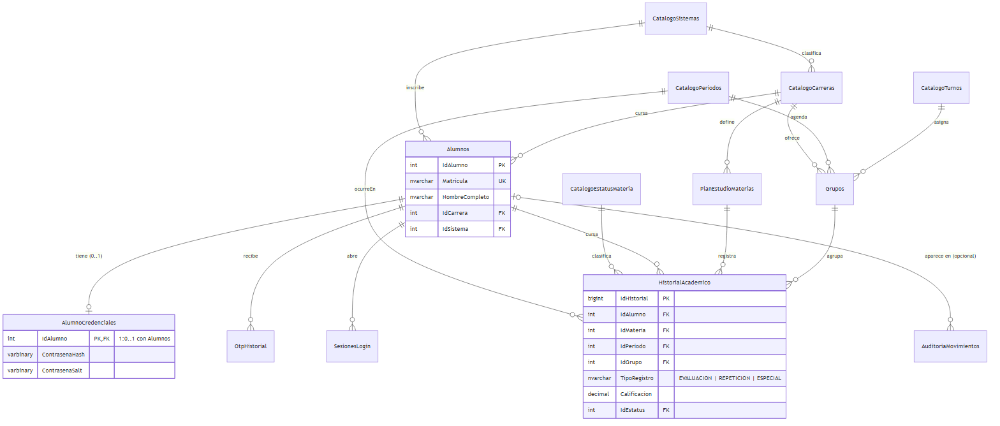 CatalogoSistemas
clasifica
inscribe
CatalogoPeriodos
CatalogoCarreras
CatalogoTurnos
cursa
define
agenda
asigna
ofrece
Alumnos
int IdAlumno PK
nvarchar Matricula UK
nvarchar NombreCompleto
int IdCarrera FK
int IdSistema FK
CatalogoEstatusMateria
PlanEstudioMaterias
Grupos
ocurreEn
cursa
tiene (0..1)
recibe
abre
clasifica
registra
agrupa
aparece en (opcional)
AlumnoCredenciales
int IdAlumno PK,FK 1:0..1 con Alumnos
varbinary ContrasenaHash
varbinary ContrasenaSalt
OtpHistorial
SesionesLogin
HistorialAcademico
bigint IdHistorial PK
int IdAlumno FK
int IdMateria FK
int IdPeriodo FK
int IdGrupo FK
nvarchar TipoRegistro EVALUACION | REPETICION | ESPECIAL
decimal Calificacion
int IdEstatus FK
AuditoriaMovimientos